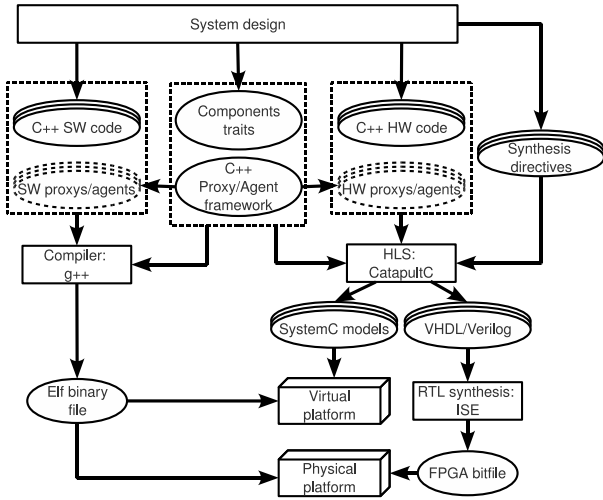 System design
C++ SW code
Components
traits
C++ HW code
Synthesis
directives
SW proxys/agents
C++
Proxy/Agent
framework
HW proxys/agents
Compiler:
g++
HLS:
CatapultC
SystemC models
VHDL/Verilog
Elf binary
file
Virtual
platform
RTL synthesis:
ISE
Physical
platform
FPGA bitfile